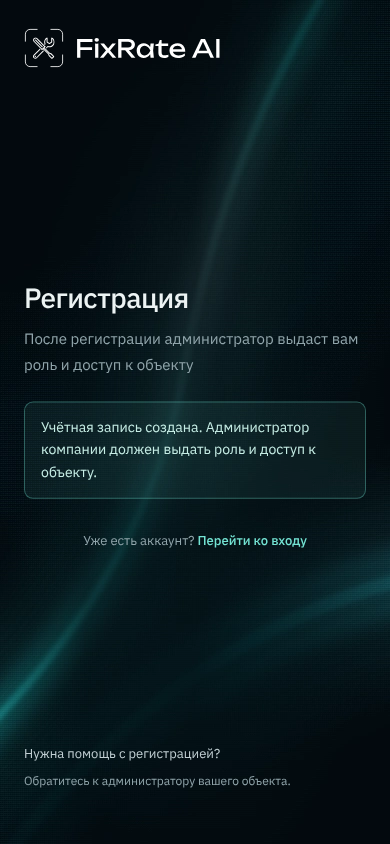 FixRate AI
Регистрация
После регистрации администратор выдаст вам
роль и доступ к объекту
Учётная запись создана. Администратор
компании должен выдать роль и доступ к
объекту.
Уже есть аккаунт? Перейти ко входу
Нужна помощь с регистрацией?
Обратитесь к администратору вашего объекта.